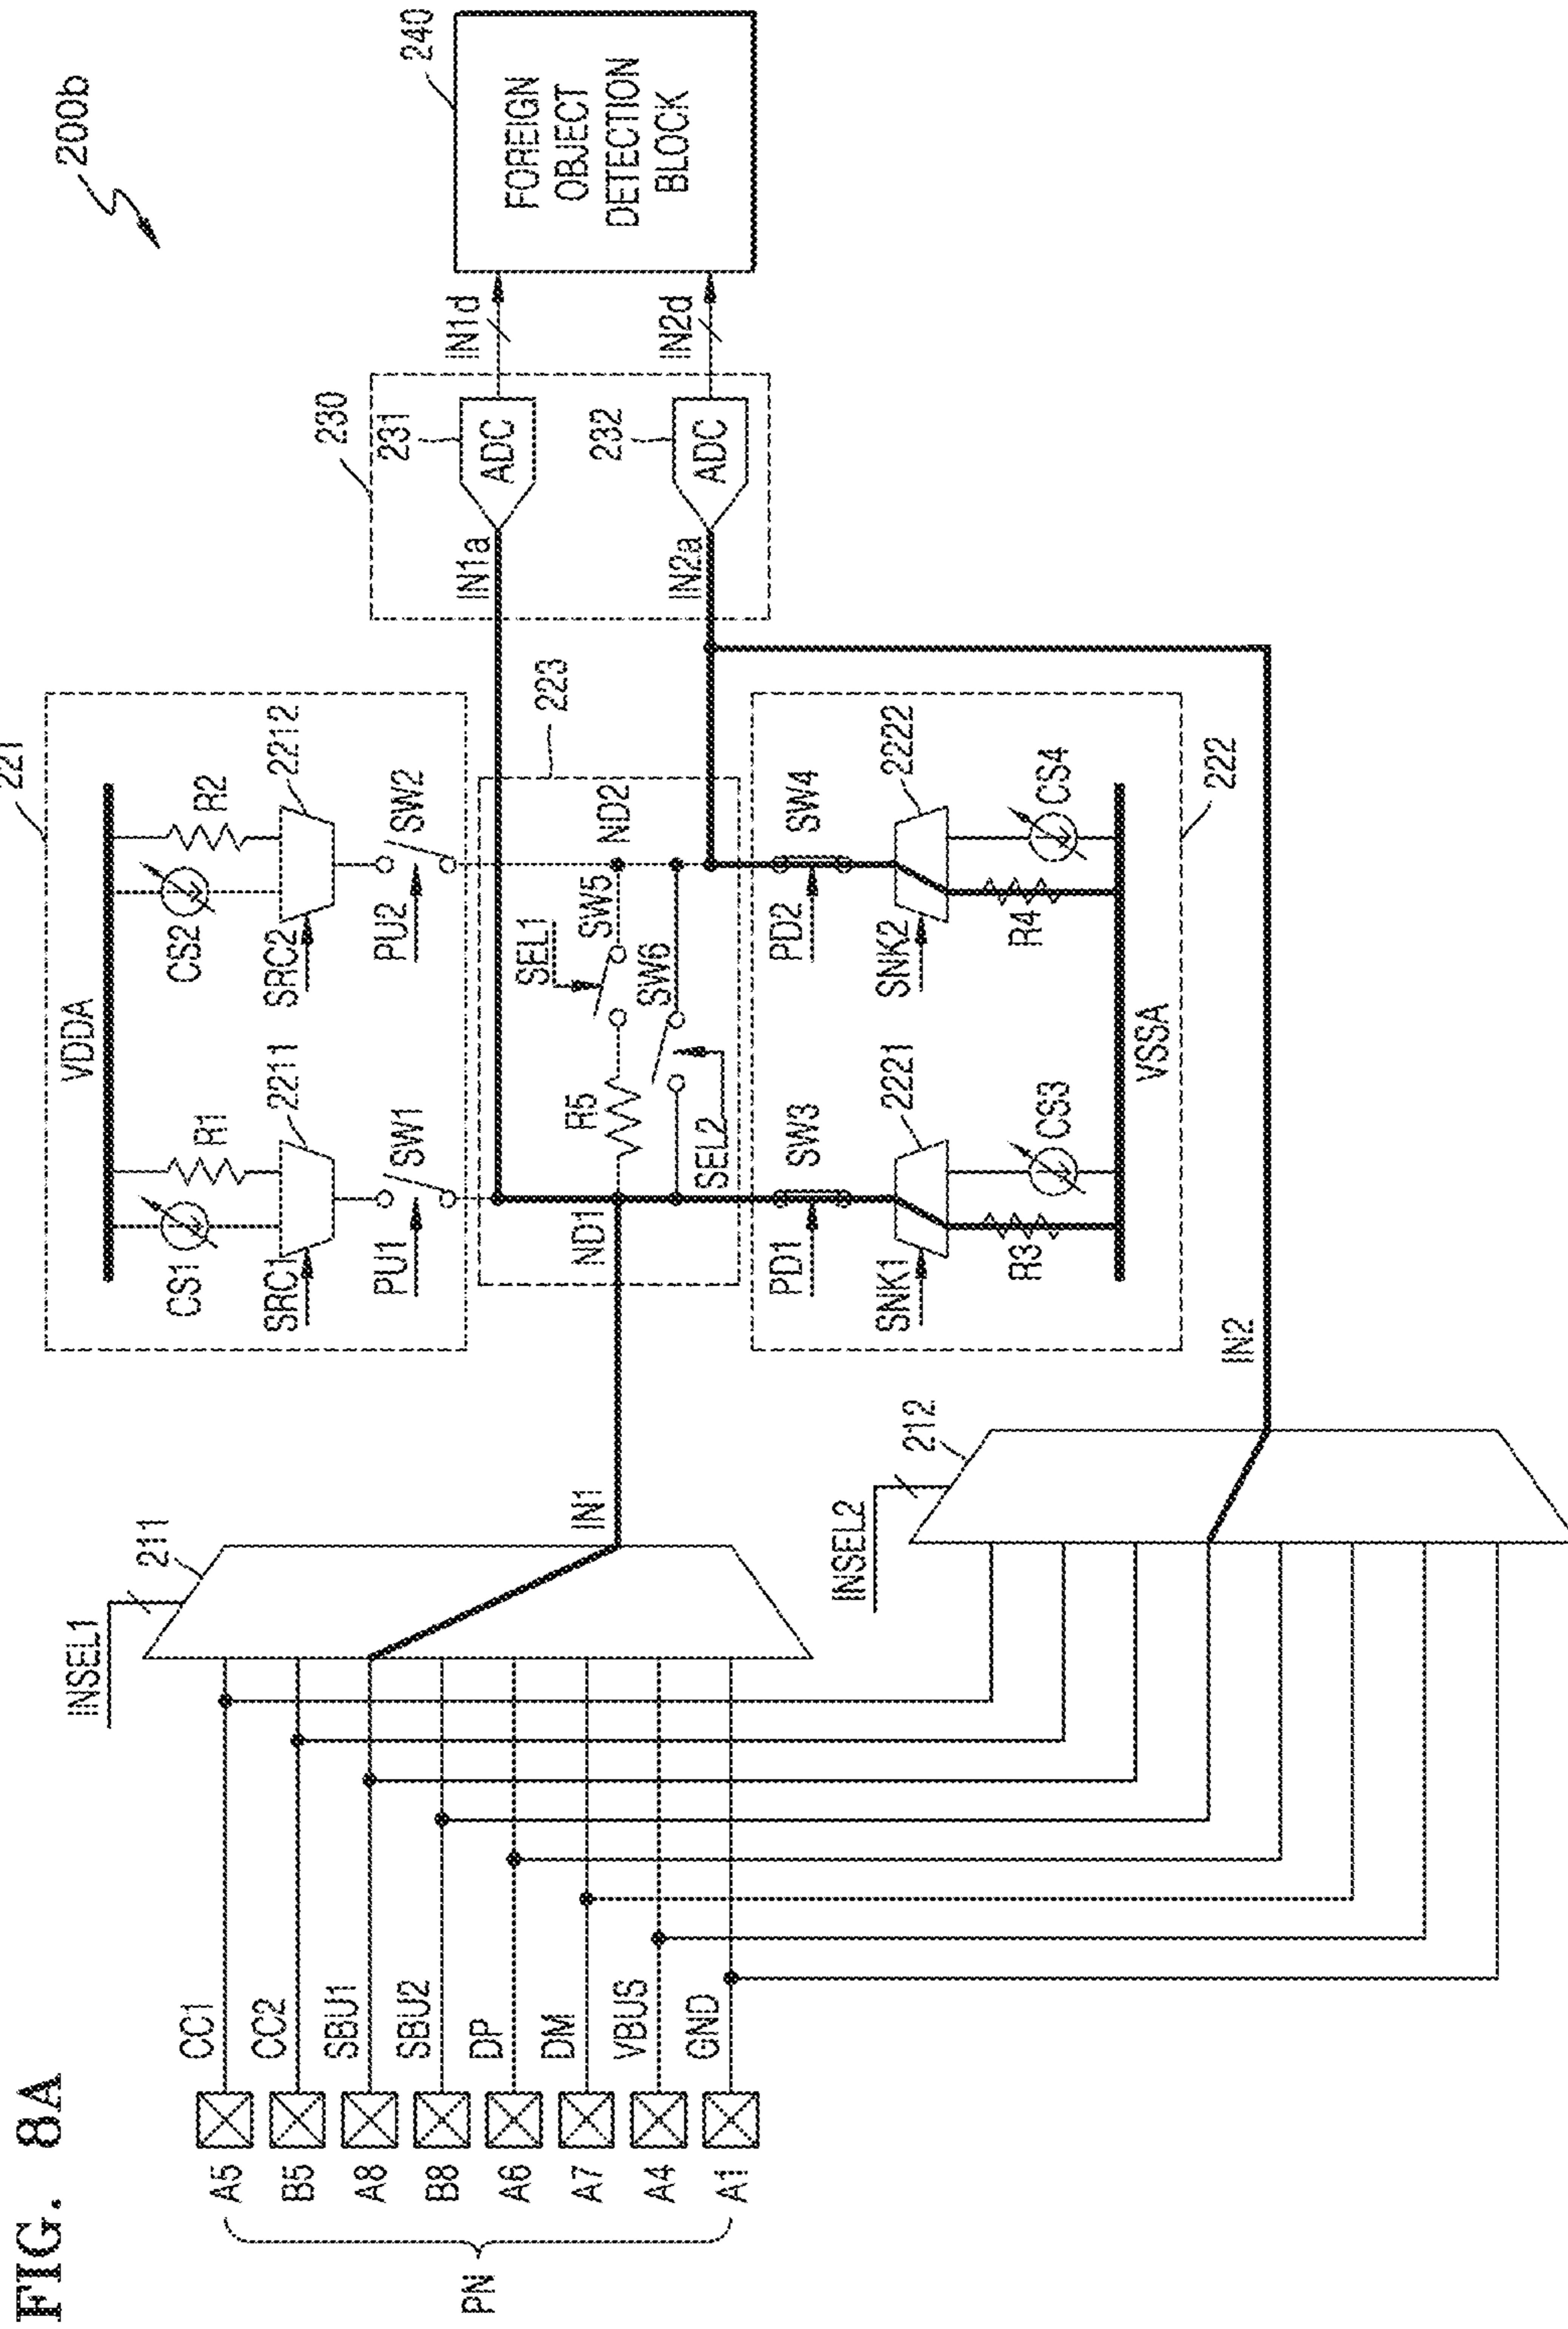 FIG. 8A
200b
PN
A5
B5
A8
B8
A6
A7
A4
A1
CC1
CC2
SBU1
SBU2
DP
DM
VBUS
GND
INSEL1
211
INSEL2
212
IN1
IN2
221
VDDA
CS1
R1
CS2
R2
SRC1
2211
SRC2
2212
PU1
SW1
PU2
SW2
223
ND1
R5
SEL1
SW5
ND2
SEL2
SW6
PD1
SW3
PD2
SW4
SNK1
2221
SNK2
2222
R3
CS3
R4
CS4
VSSA
222
230
IN1a
231
ADC
IN1d
IN2a
232
ADC
IN2d
240
FOREIGN
OBJECT
DETECTION
BLOCK